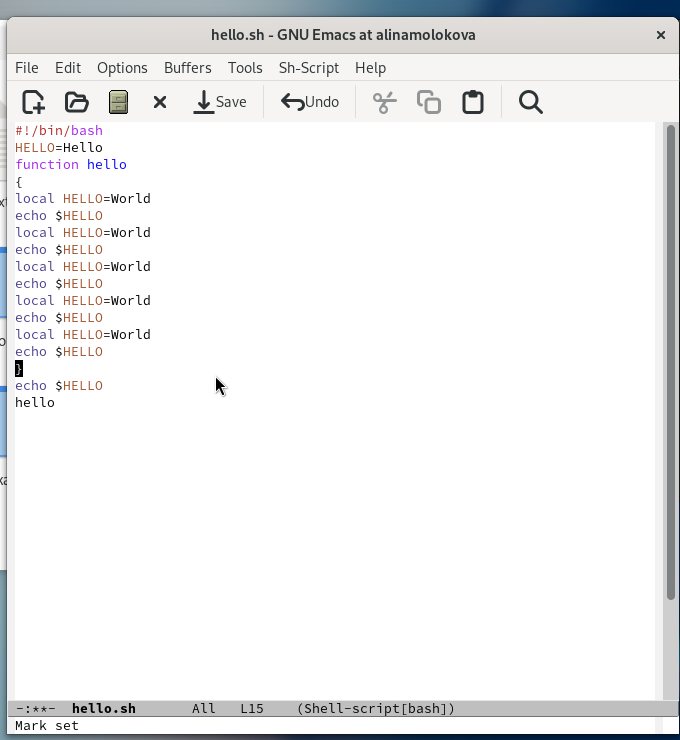 hello.sh - GNU Emacs at alinamolokova
File Edit Options Buffers Tools Sh-Script Help
Save Undo
#!/bin/bash
HELLO=Hello
function hello
{
local HELLO=World
echo $HELLO
local HELLO=World
echo $HELLO
local HELLO=World
echo $HELLO
local HELLO=World
echo $HELLO
local HELLO=World
echo $HELLO
}
echo $HELLO
hello
-:**- hello.sh All L15 (Shell-script[bash])
Mark set